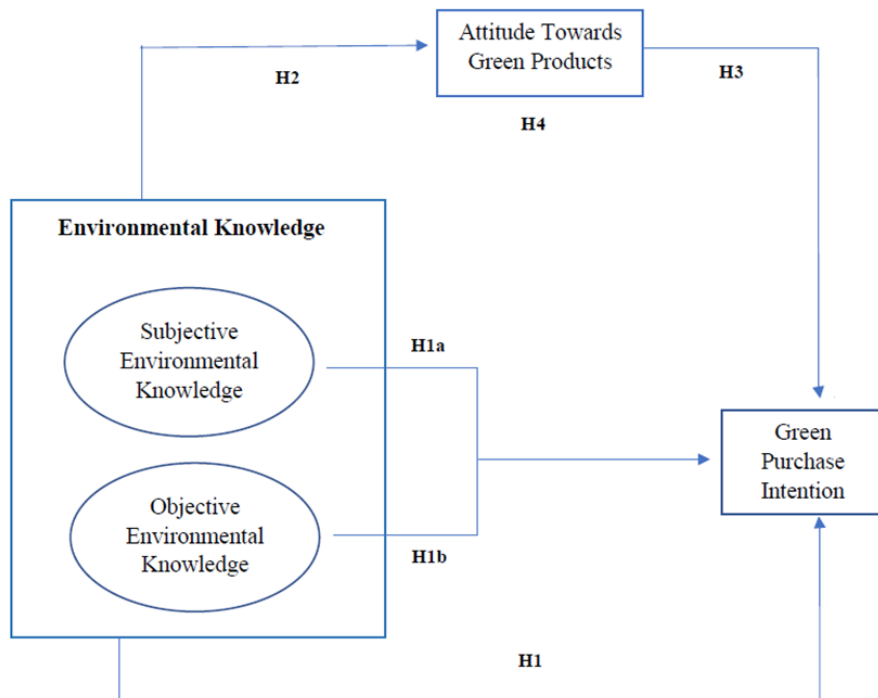 Attitude Towards
Green Products
H2
H3
H4
Environmental Knowledge
Subjective
Environmental
Knowledge
H1a
Green
Purchase
Intention
Objective
Environmental
Knowledge
H1b
H1